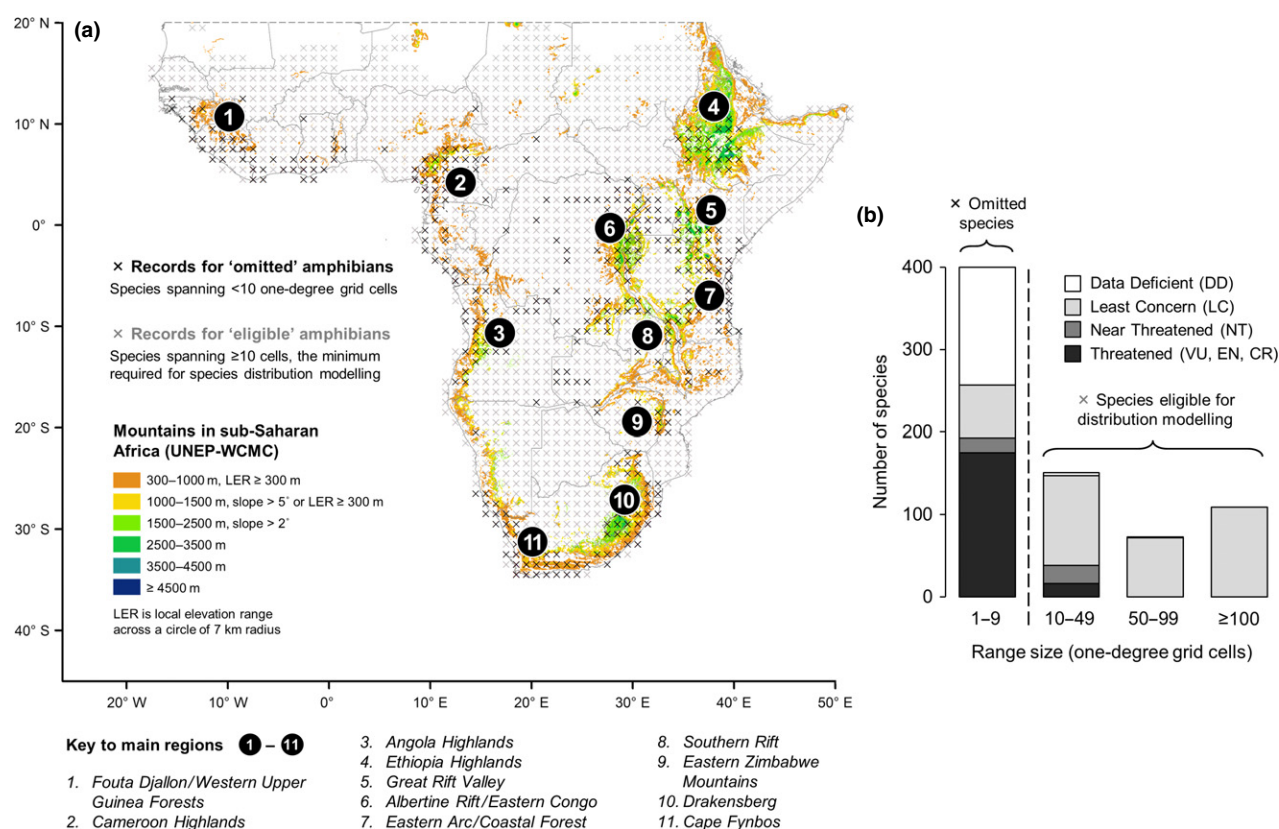 (a)
20° N
10° N
0°
10° S
20° S
30° S
40° S
20° W
10° W
0°
10° E
20° E
30° E
40° E
50° E
1
2
3
4
5
6
7
8
9
10
11
× Records for ‘omitted’ amphibians
Species spanning <10 one-degree grid cells
× Records for ‘eligible’ amphibians
Species spanning ≥10 cells, the minimum
required for species distribution modelling
Mountains in sub-Saharan
Africa (UNEP-WCMC)
300–1000 m, LER ≥ 300 m
1000–1500 m, slope > 5˚ or LER ≥ 300 m
1500–2500 m, slope > 2˚
2500–3500 m
3500–4500 m
≥ 4500 m
LER is local elevation range
across a circle of 7 km radius
Key to main regions 1 – 11
1. Fouta Djallon/Western Upper
Guinea Forests
2. Cameroon Highlands
3. Angola Highlands
4. Ethiopia Highlands
5. Great Rift Valley
6. Albertine Rift/Eastern Congo
7. Eastern Arc/Coastal Forest
8. Southern Rift
9. Eastern Zimbabwe
Mountains
10. Drakensberg
11. Cape Fynbos
(b)
× Omitted
species
Number of species
400
300
200
100
0
Data Deficient (DD)
Least Concern (LC)
Near Threatened (NT)
Threatened (VU, EN, CR)
× Species eligible for
distribution modelling
1–9
10–49
50–99
≥100
Range size (one-degree grid cells)